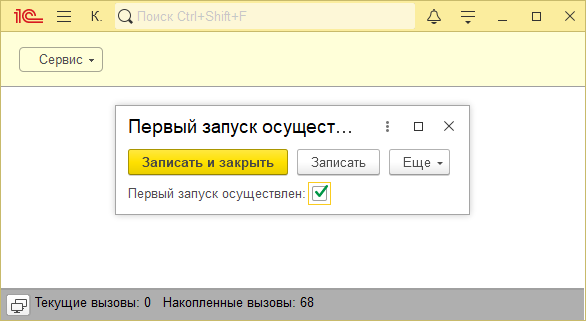 1С К. Поиск Ctrl+Shift+F
Сервис
Первый запуск осущест...
Записать и закрыть Записать Еще
Первый запуск осуществлен:
Текущие вызовы: 0 Накопленные вызовы: 68